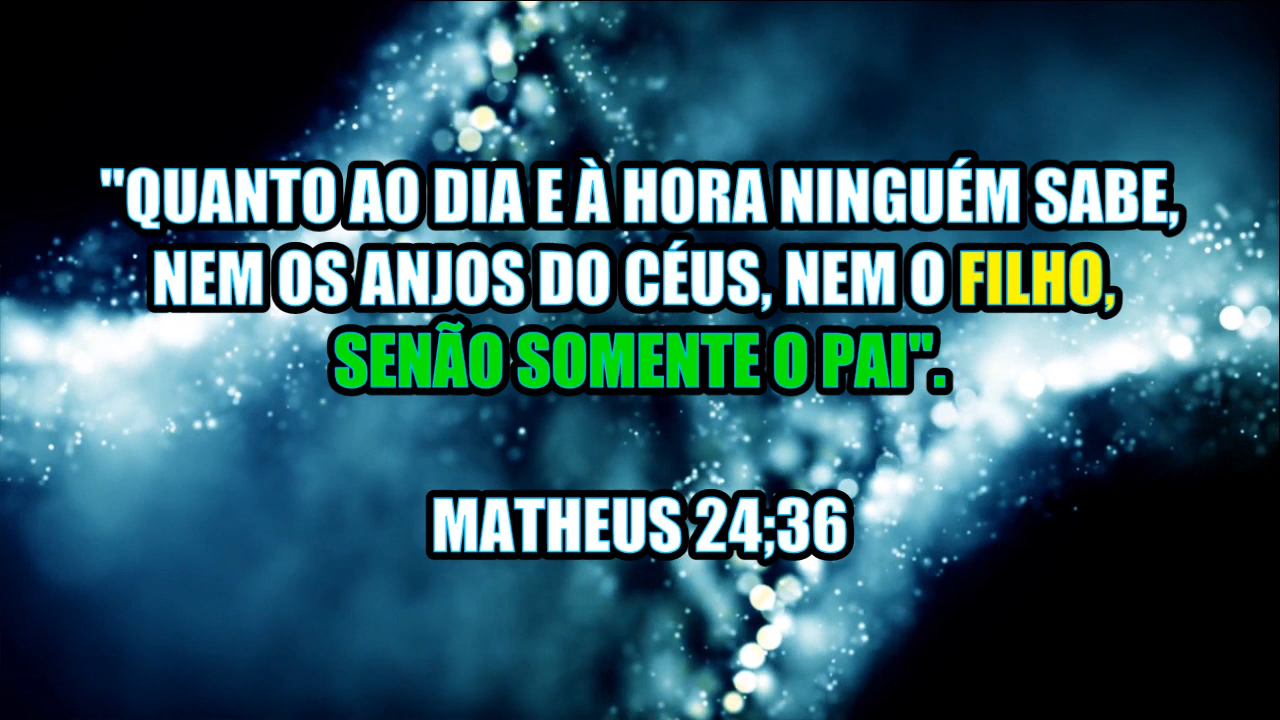 "QUANTO AO DIA E À HORA NINGUÉM SABE,
NEM OS ANJOS DO CÉUS, NEM O FILHO,
SENÃO SOMENTE O PAI".
MATHEUS 24;36